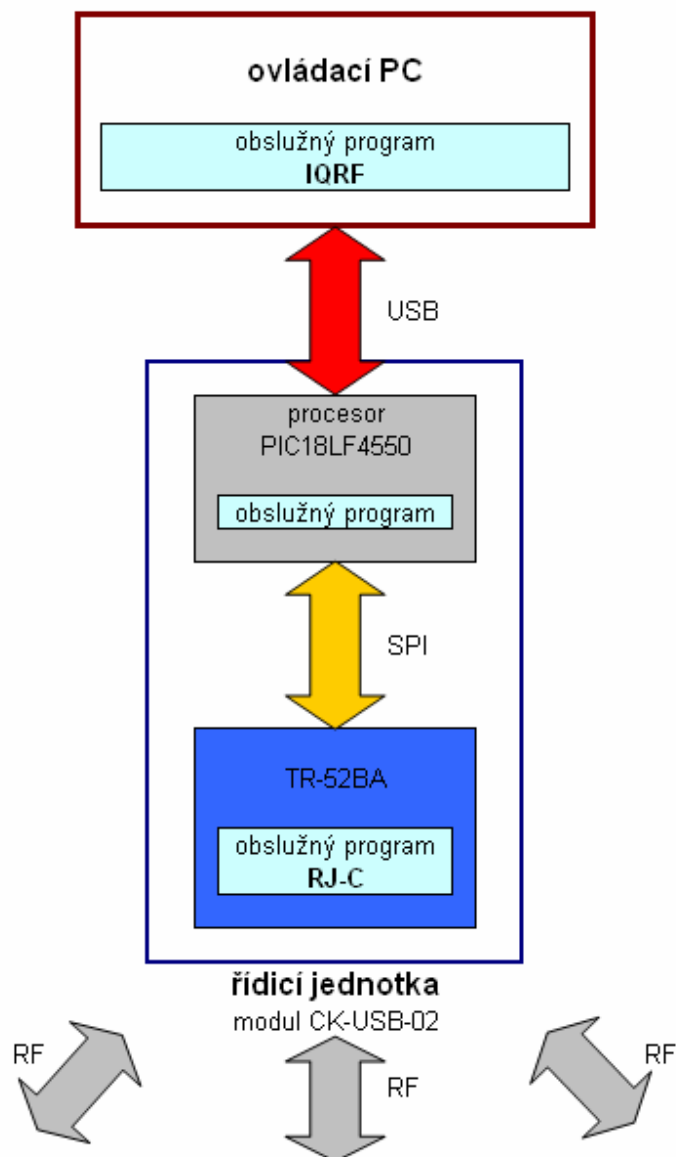 ovládací PC
obslužný program
IQRF
USB
procesor
PIC18LF4550
obslužný program
SPI
TR-52BA
obslužný program
RJ-C
řídicí jednotka
modul CK-USB-02
RF
RF
RF